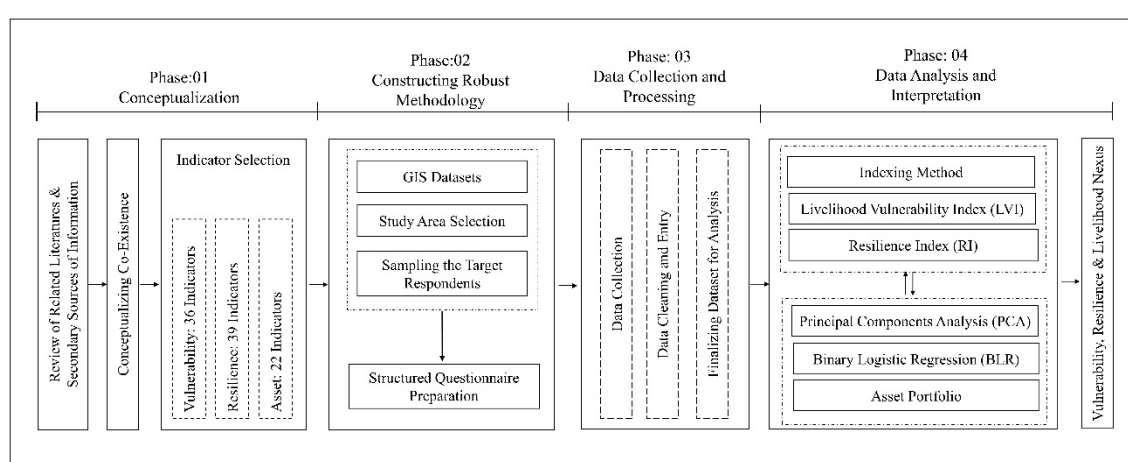 Phase:01
Conceptualization
Phase:02
Constructing Robust
Methodology
Phase: 03
Data Collection and
Processing
Phase: 04
Data Analysis and
Interpretation
Review of Related Literatures &
Secondary Sources of Information
Conceptualizing Co-Existence
Indicator Selection
Vulnerability: 36 Indicators
Resilience: 39 Indicators
Asset: 22 Indicators
GIS Datasets
Study Area Selection
Sampling the Target
Respondents
Structured Questionnaire
Preparation
Data Collection
Data Cleaning and Entry
Finalizing Dataset for Analysis
Indexing Method
Livelihood Vulnerability Index (LVI)
Resilience Index (RI)
Principal Components Analysis (PCA)
Binary Logistic Regression (BLR)
Asset Portfolio
Vulnerability, Resilience & Livelihood Nexus